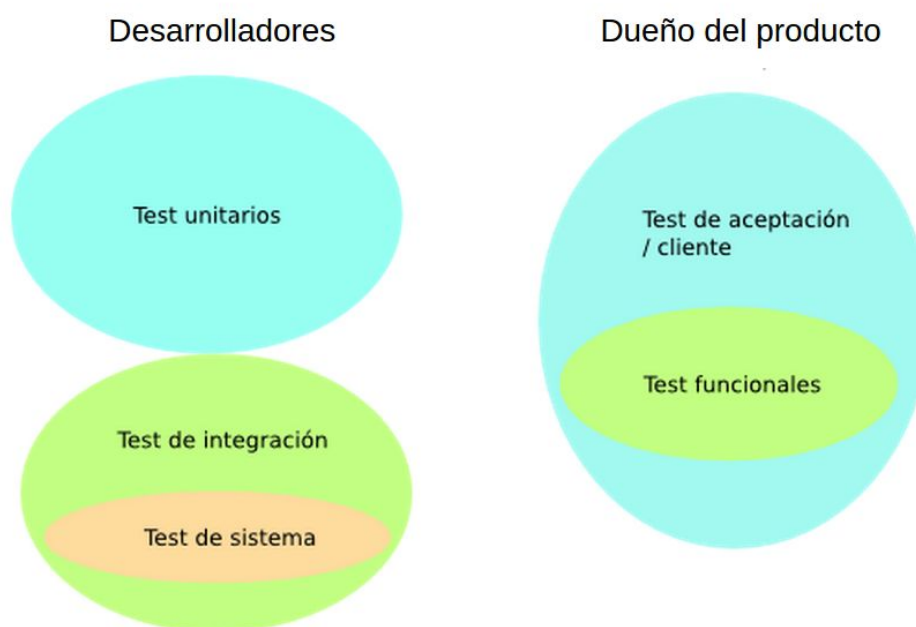 Desarrolladores
Dueño del producto
Test unitarios
Test de aceptación
/ cliente
Test funcionales
Test de integración
Test de sistema